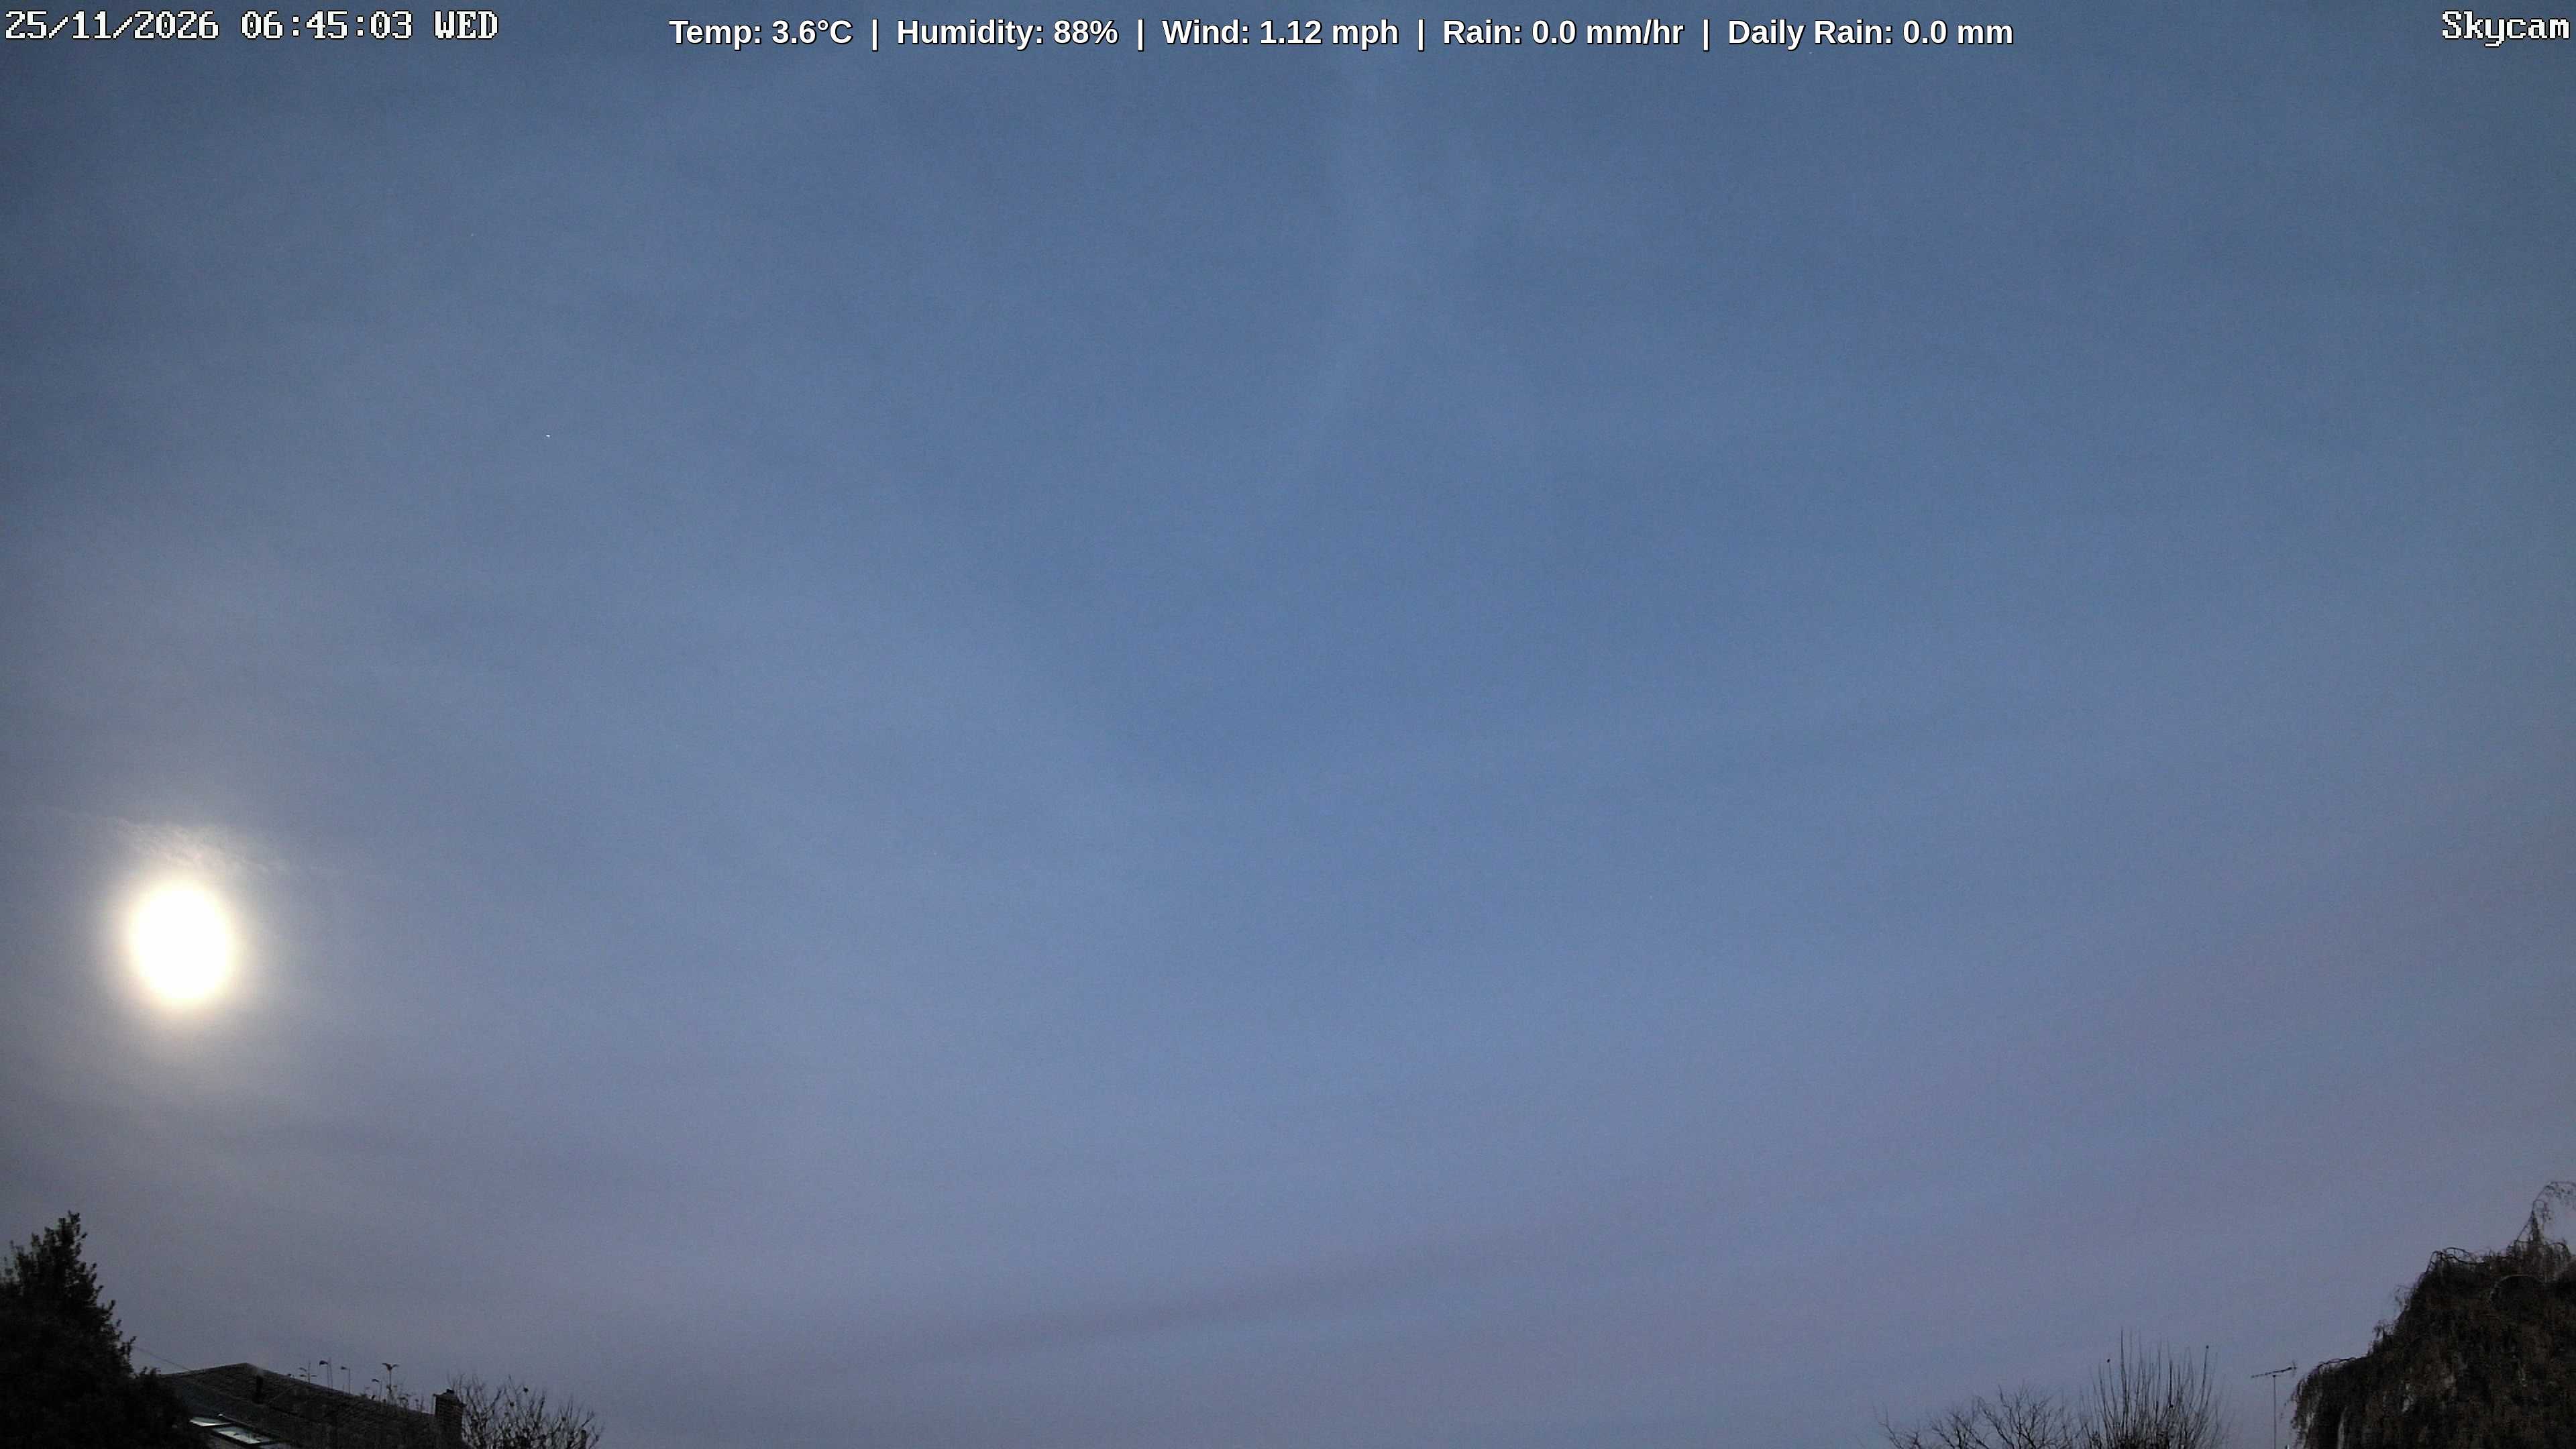 25/11/2026 06:45:03 WED
Temp: 3.6°C | Humidity: 88% | Wind: 1.12 mph | Rain: 0.0 mm/hr | Daily Rain: 0.0 mm
Skycam